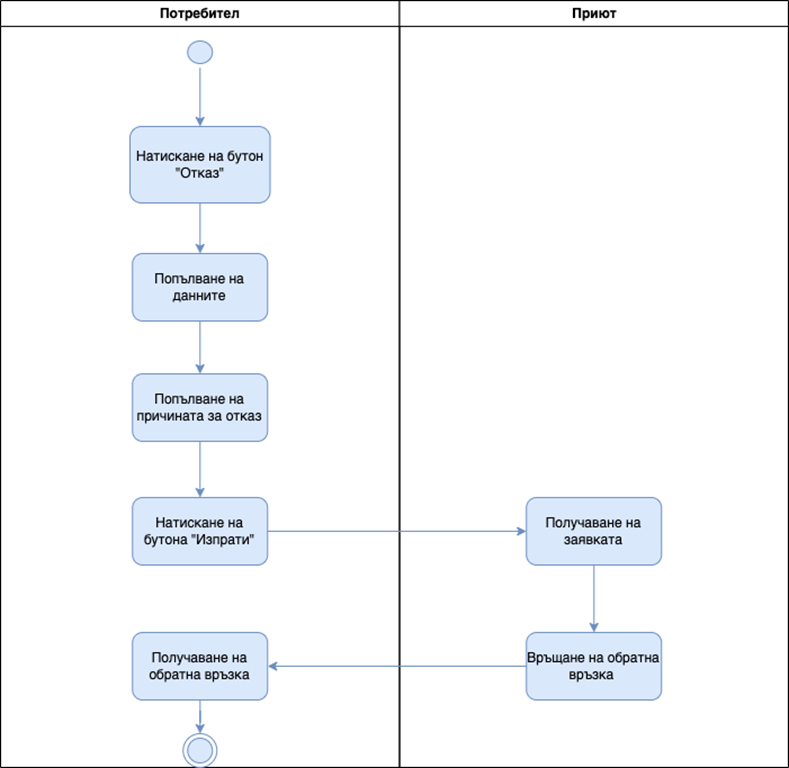 Потребител
Приют
Натискане на бутон
"Отказ"
Попълване на
данните
Попълване на
причината за отказ
Натискане на
бутона "Изпрати"
Получаване на
заявката
Връщане на обратна
връзка
Получаване на
обратна връзка